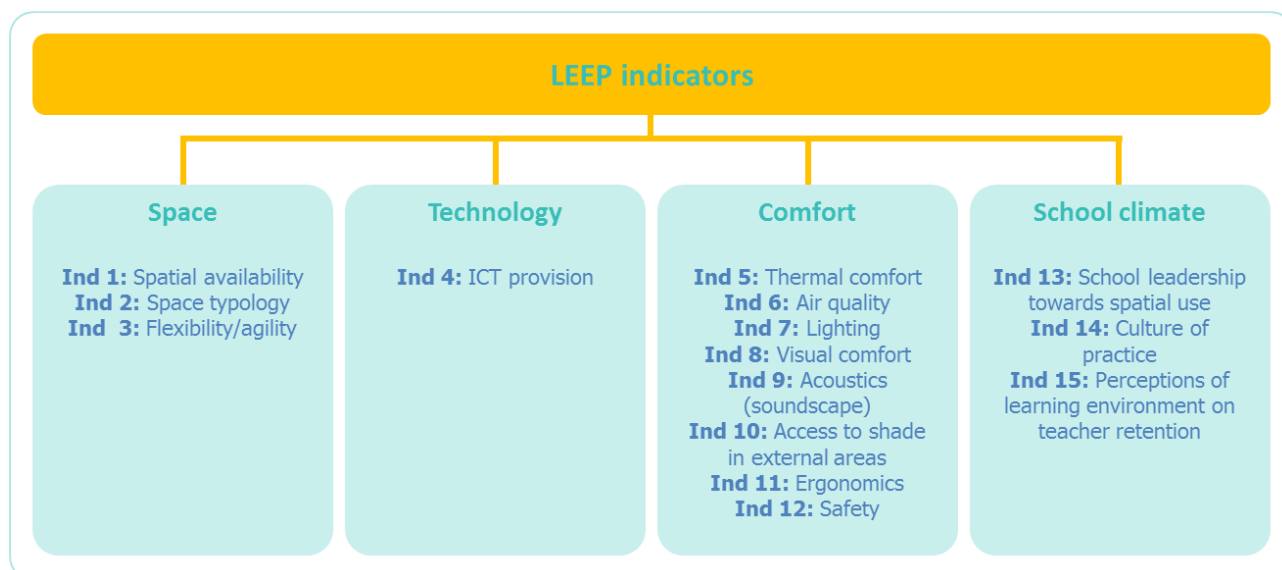 LEEP indicators
Space
Ind 1: Spatial availability
Ind 2: Space typology
Ind 3: Flexibility/agility
Technology
Ind 4: ICT provision
Comfort
Ind 5: Thermal comfort
Ind 6: Air quality
Ind 7: Lighting
Ind 8: Visual comfort
Ind 9: Acoustics
(soundscape)
Ind 10: Access to shade
in external areas
Ind 11: Ergonomics
Ind 12: Safety
School climate
Ind 13: School leadership
towards spatial use
Ind 14: Culture of
practice
Ind 15: Perceptions of
learning environment on
teacher retention